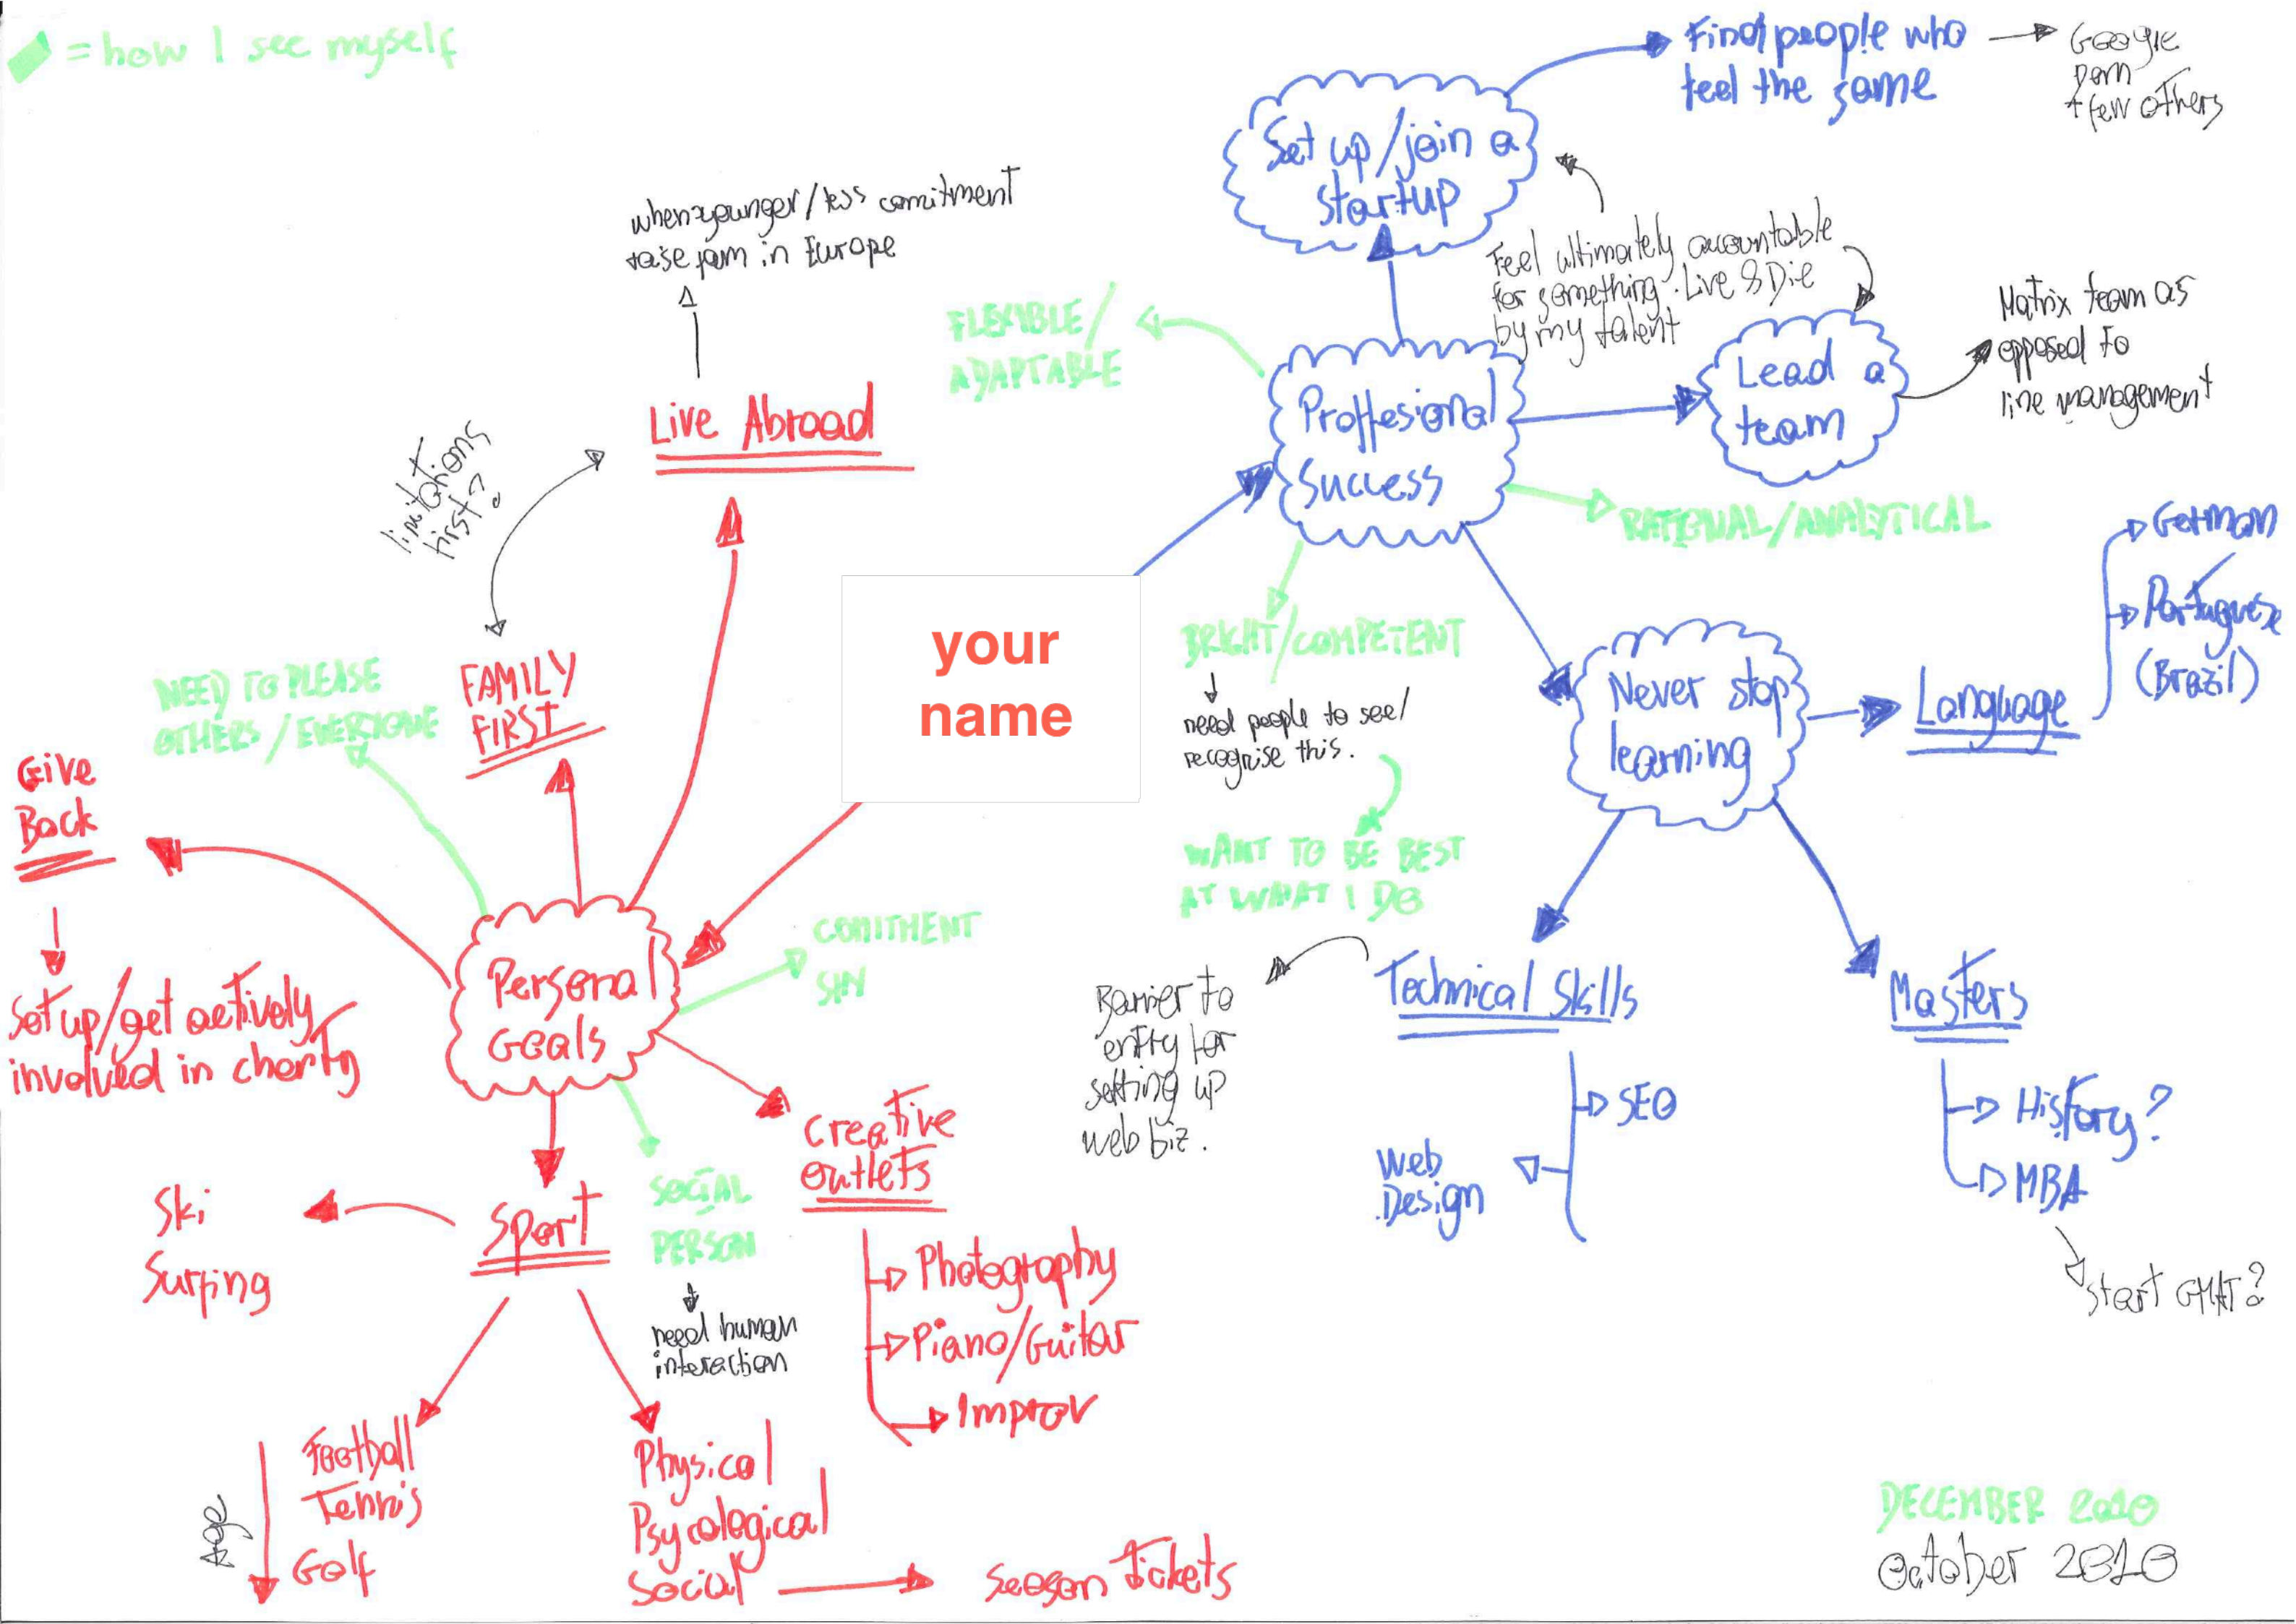 = how I see myself
Find people who
feel the same
Google
+ few others
Set up/join a
startup
when younger/less comitment
raise fam in Europe
Feel ultimately accountable
for something. Live & Die
by my talent
FLEXIBLE/
ADAPTABLE
Lead a
team
Matrix team as
opposed to
line management
Live Abroad
Proffesional
Success
limitations
first?
RATIONAL/ANALYTICAL
German
Portuguese
(Brazil)
your
name
BRIGHT/COMPETENT
need people to see/
recognise this.
Never stop
learning
Language
NEED TO PLEASE
OTHERS/EVERYONE
FAMILY
FIRST
Give
Back
WANT TO BE BEST
AT WHAT I DO
Personal
Goals
COMITMENT
Set up/get actively
involved in charity
Barrier to
entry for
setting up
web biz.
Technical Skills
Masters
SEO
Web
Design
History?
MBA
Start GMAT?
Creative
outlets
Photography
Piano/Guitar
Improv
SOCIAL
PERSON
need human
interaction
Sport
Ski
Surfing
Football
Tennis
Golf
Age
Physical
Psycological
Social
Season Tickets
DECEMBER 2010
October 2010